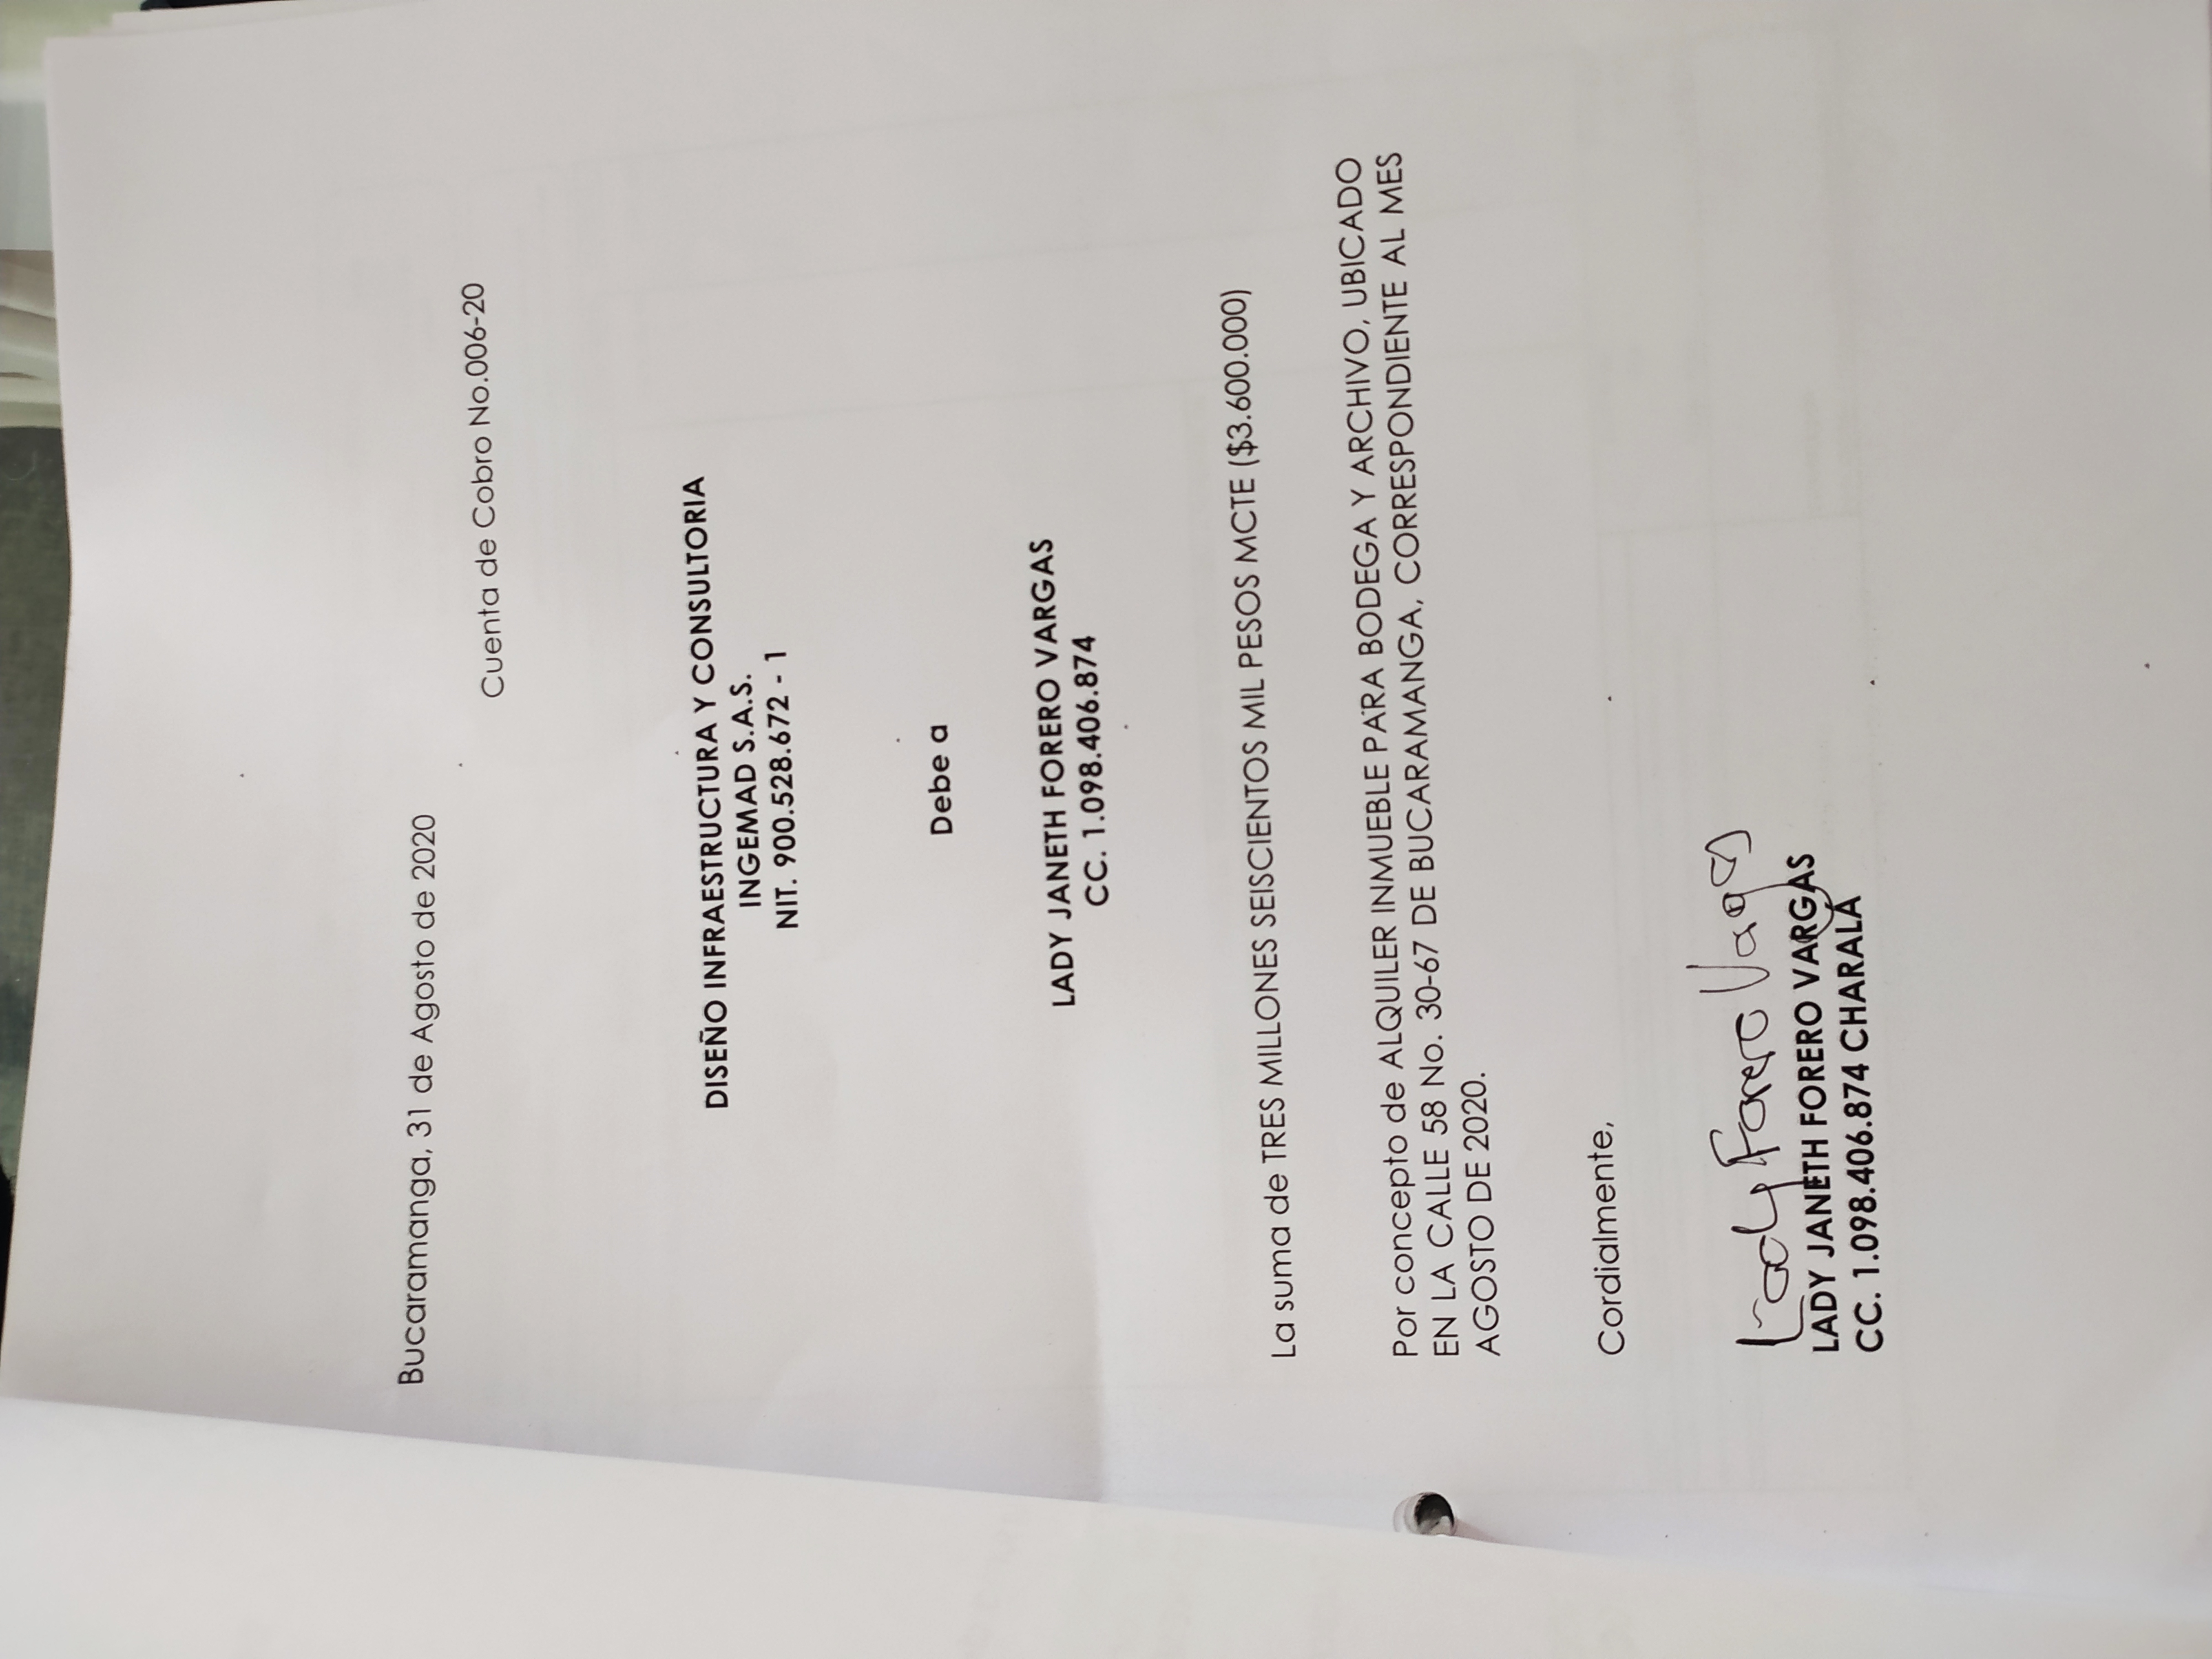 Bucaramanga, 31 de Agosto de 2020
Cuenta de Cobro No.006-20
DISEÑO INFRAESTRUCTURA Y CONSULTORIA
INGEMAD S.A.S.
NIT. 900.528.672 - 1
Debe a
LADY JANETH FORERO VARGAS
CC. 1.098.406.874
La suma de TRES MILLONES SEISCIENTOS MIL PESOS MCTE ($3.600.000)
Por concepto de ALQUILER INMUEBLE PARA BODEGA Y ARCHIVO, UBICADO
EN LA CALLE 58 No. 30-67 DE BUCARAMANGA, CORRESPONDIENTE AL MES
AGOSTO DE 2020.
Cordialmente,
Lady Forero Vargas
LADY JANETH FORERO VARGAS
CC. 1.098.406.874 CHARALÁ